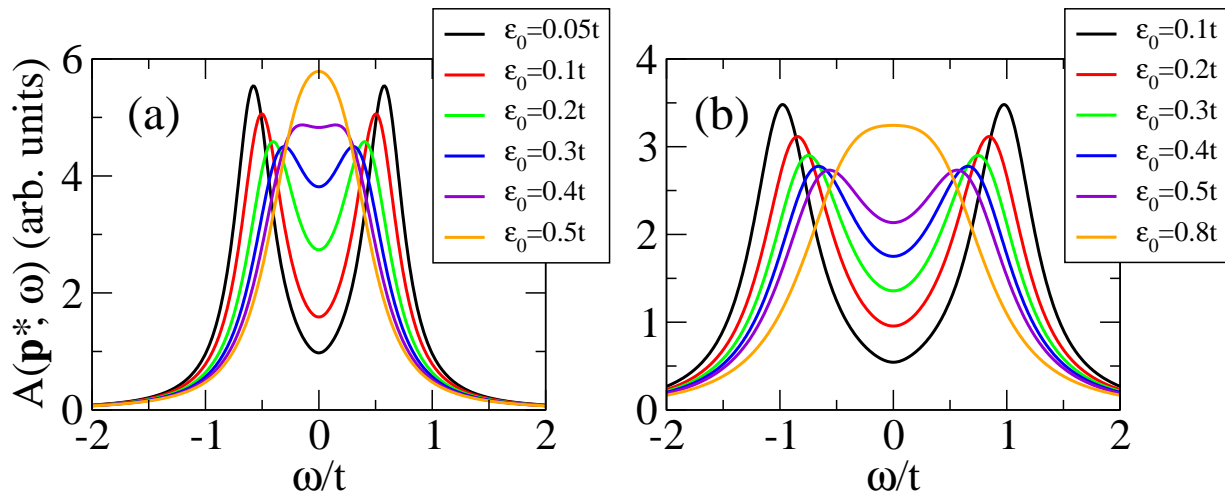 A(p*; ω) (arb. units)
(a)
ε0=0.05t
ε0=0.1t
ε0=0.2t
ε0=0.3t
ε0=0.4t
ε0=0.5t
6
4
2
0
-2 -1 0 1 2
ω/t
(b)
ε0=0.1t
ε0=0.2t
ε0=0.3t
ε0=0.4t
ε0=0.5t
ε0=0.8t
4
3
2
1
0
-2 -1 0 1 2
ω/t